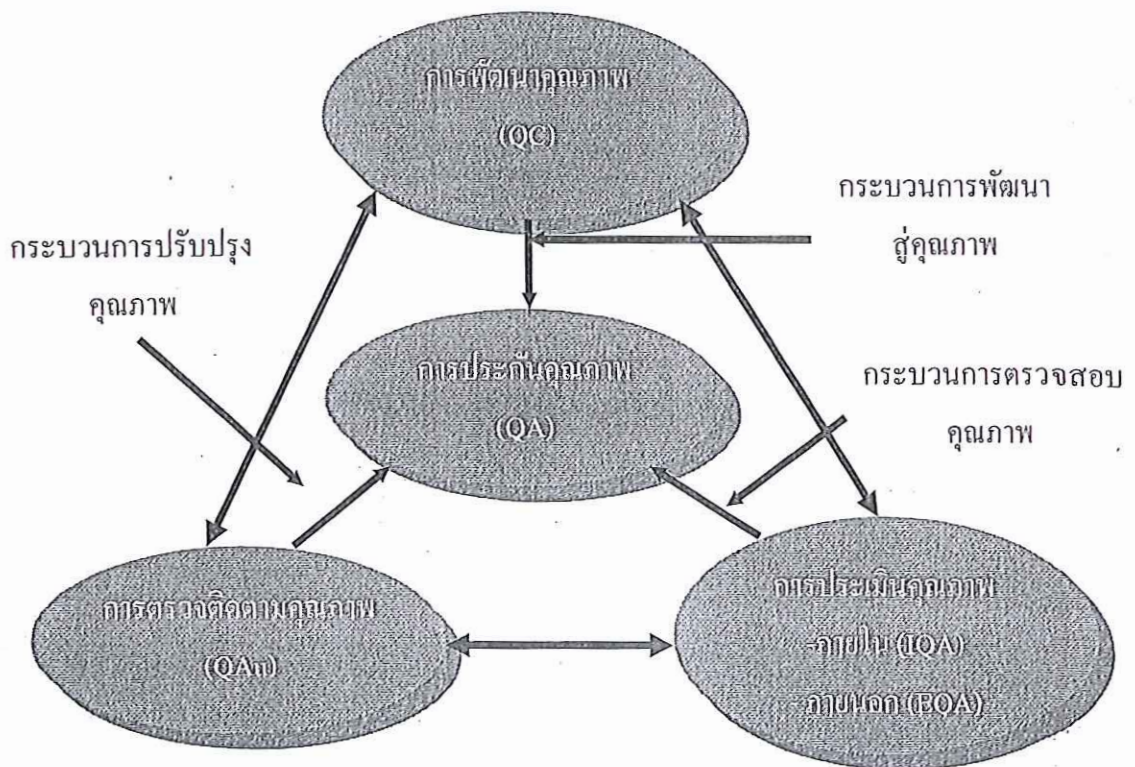 การพัฒนาคุณภาพ
(QC)
กระบวนการพัฒนา
สู่คุณภาพ
กระบวนการปรับปรุง
คุณภาพ
การประกันคุณภาพ
(QA)
กระบวนการตรวจสอบ
คุณภาพ
การตรวจติดตามคุณภาพ
(QAu)
การประเมินคุณภาพ
-ภายใน (IQA)
-ภายนอก (EQA)